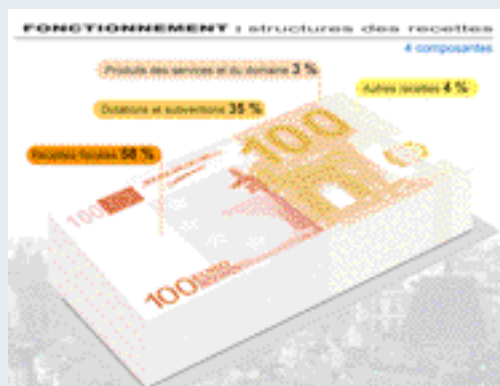 FONCTIONNEMENT : structures des recettes
4 composantes
Produits des services et du domaine 3 %
Autres recettes 4 %
Dotations et subventions 35 %
Recettes fiscales 58 %
100
100
100 EURO